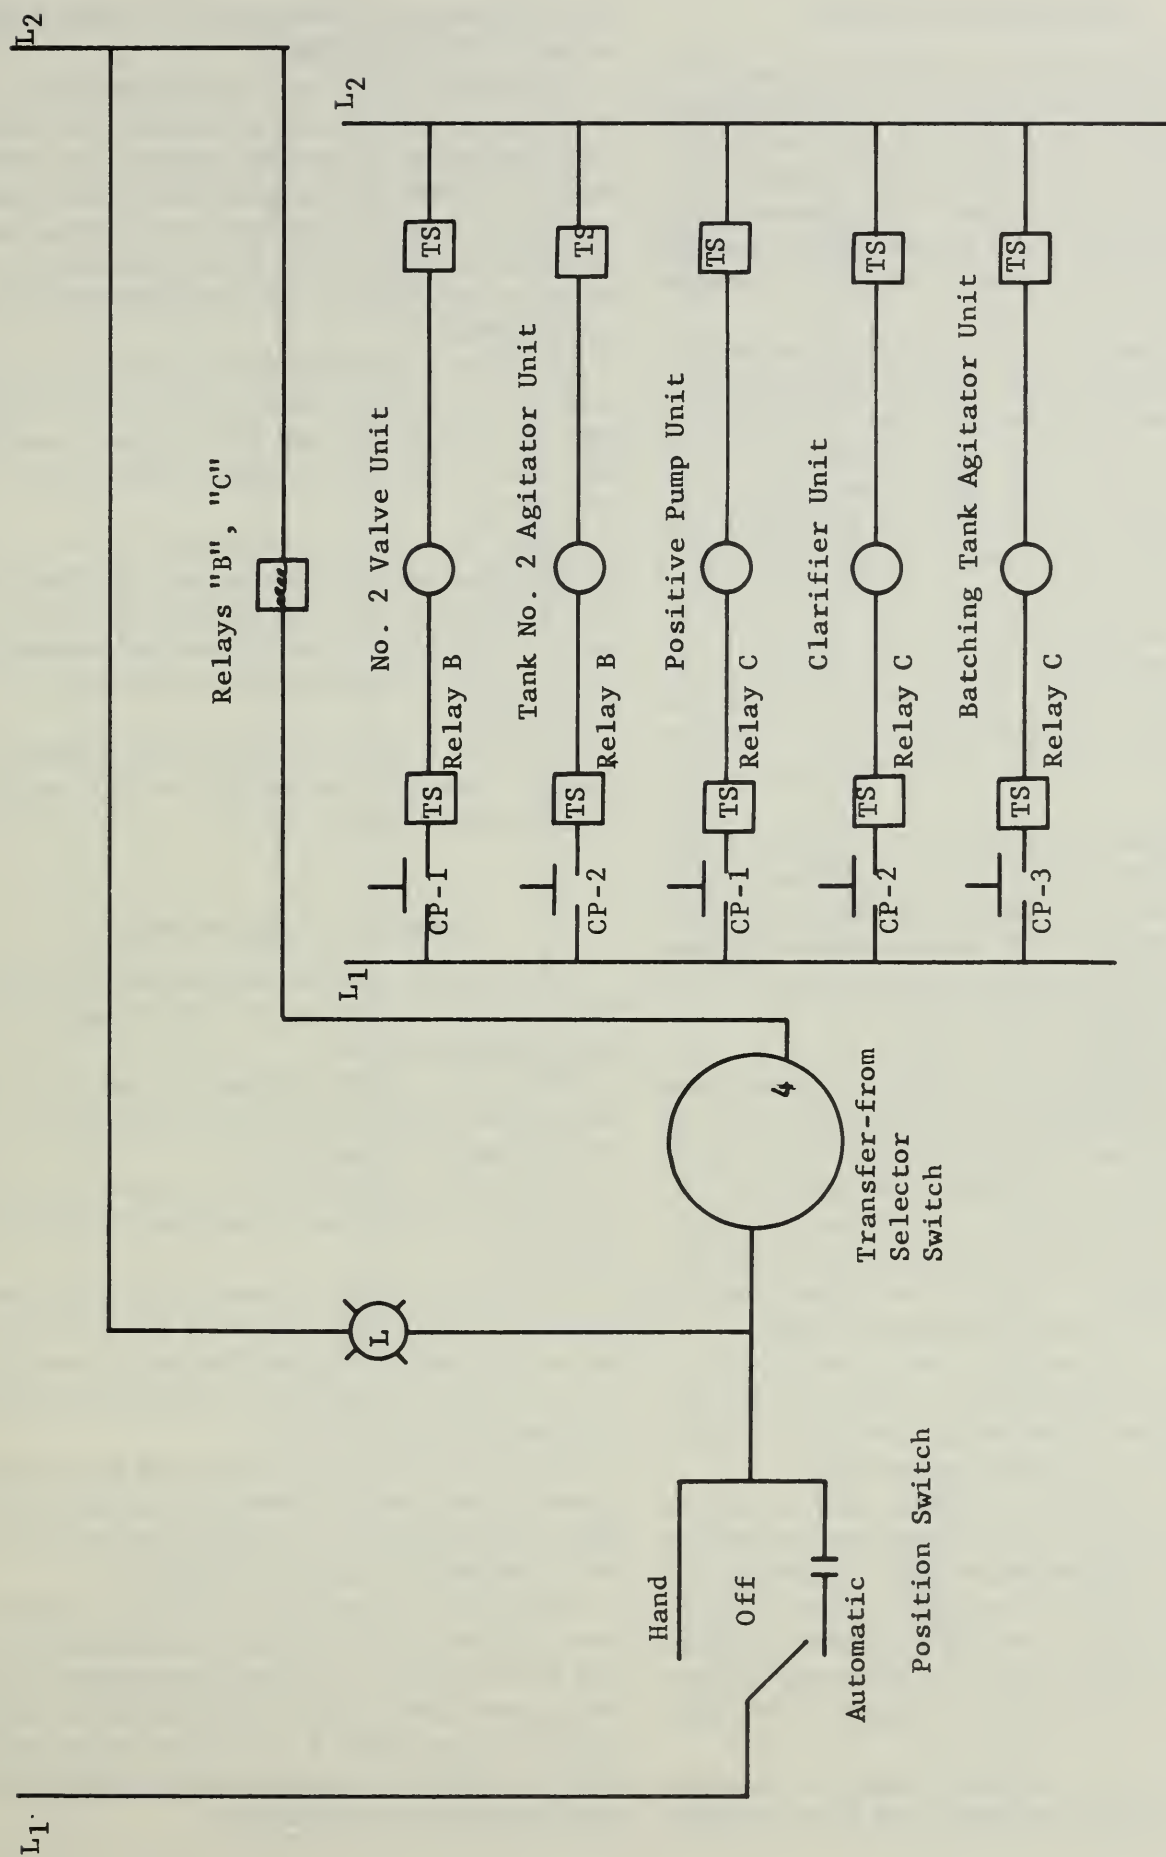 L1
L2
Relays "B", "C"
L
Hand
Off
Automatic
Position Switch
4
Transfer-from
Selector
Switch
L1
L2
No. 2 Valve Unit
CP-1
TS
Relay B
TS
Tank No. 2 Agitator Unit
CP-2
TS
Relay B
TS
Positive Pump Unit
CP-1
TS
Relay C
TS
Clarifier Unit
CP-2
TS
Relay C
TS
Batching Tank Agitator Unit
CP-3
TS
Relay C
TS